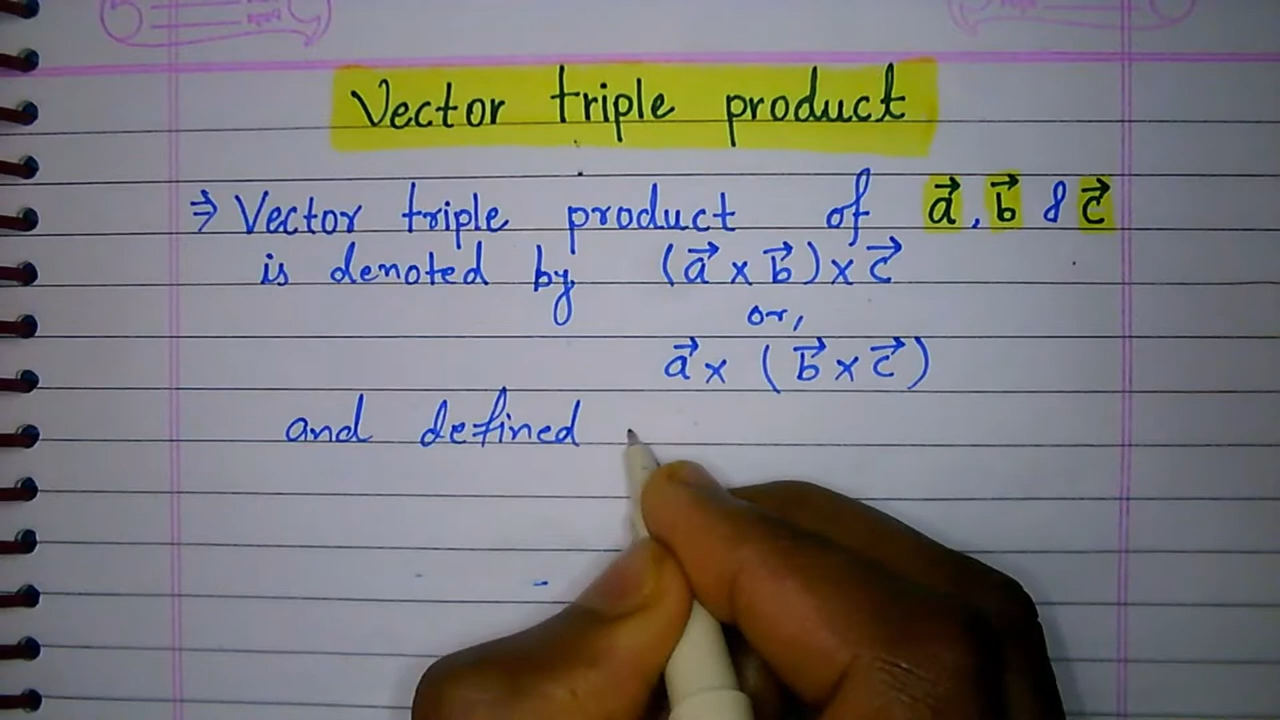 Vector triple product
⇒ Vector triple product of a⃗, b⃗ & c⃗
is denoted by (a⃗ × b⃗) × c⃗
or,
a⃗ × (b⃗ × c⃗)
and defined